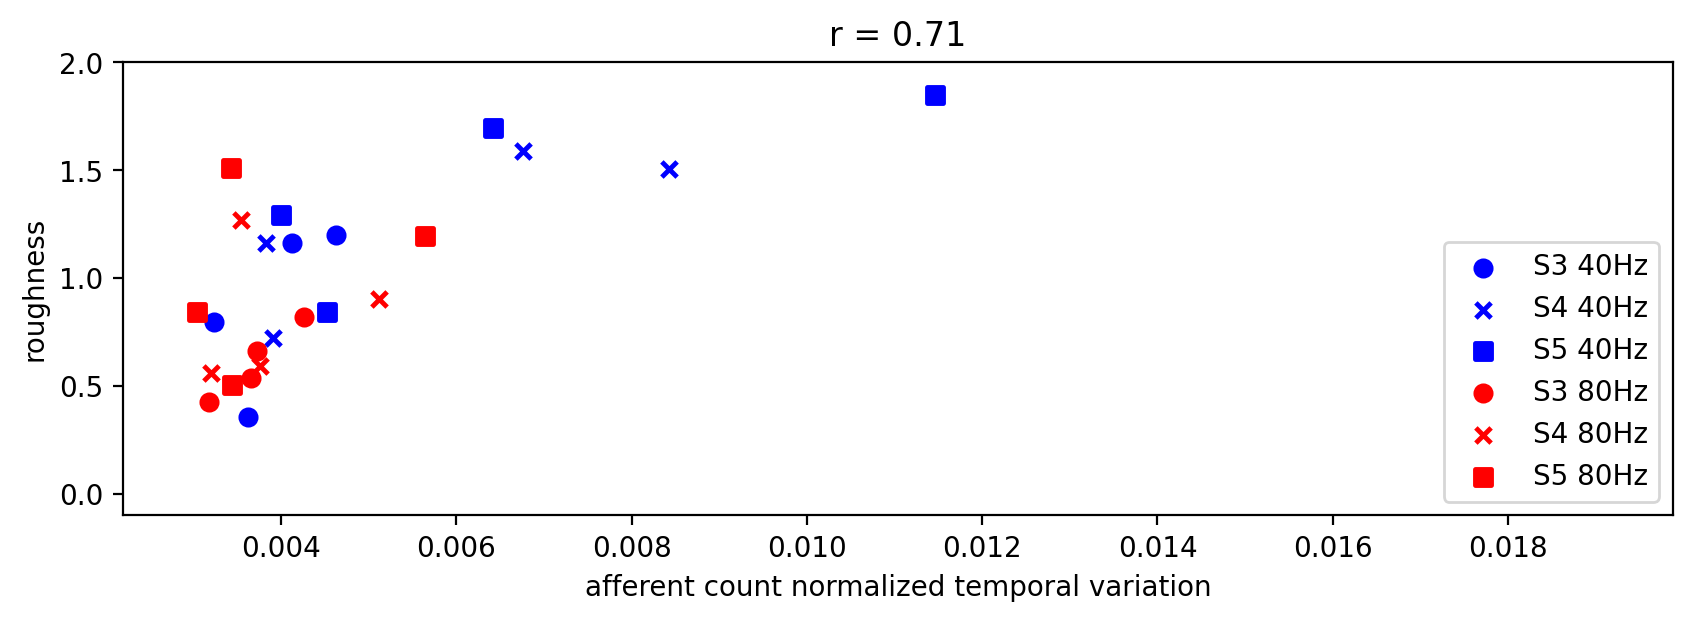 r = 0.71
2.0
1.5
1.0
0.5
0.0
roughness
0.004 0.006 0.008 0.010 0.012 0.014 0.016 0.018
afferent count normalized temporal variation
S3 40Hz
S4 40Hz
S5 40Hz
S3 80Hz
S4 80Hz
S5 80Hz